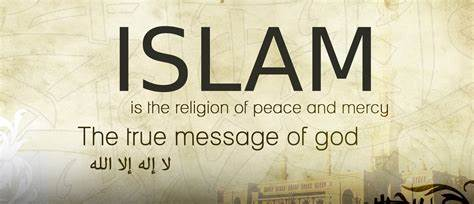 ISLAM
is the religion of peace and mercy
The true message of god
لا إله إلا الله